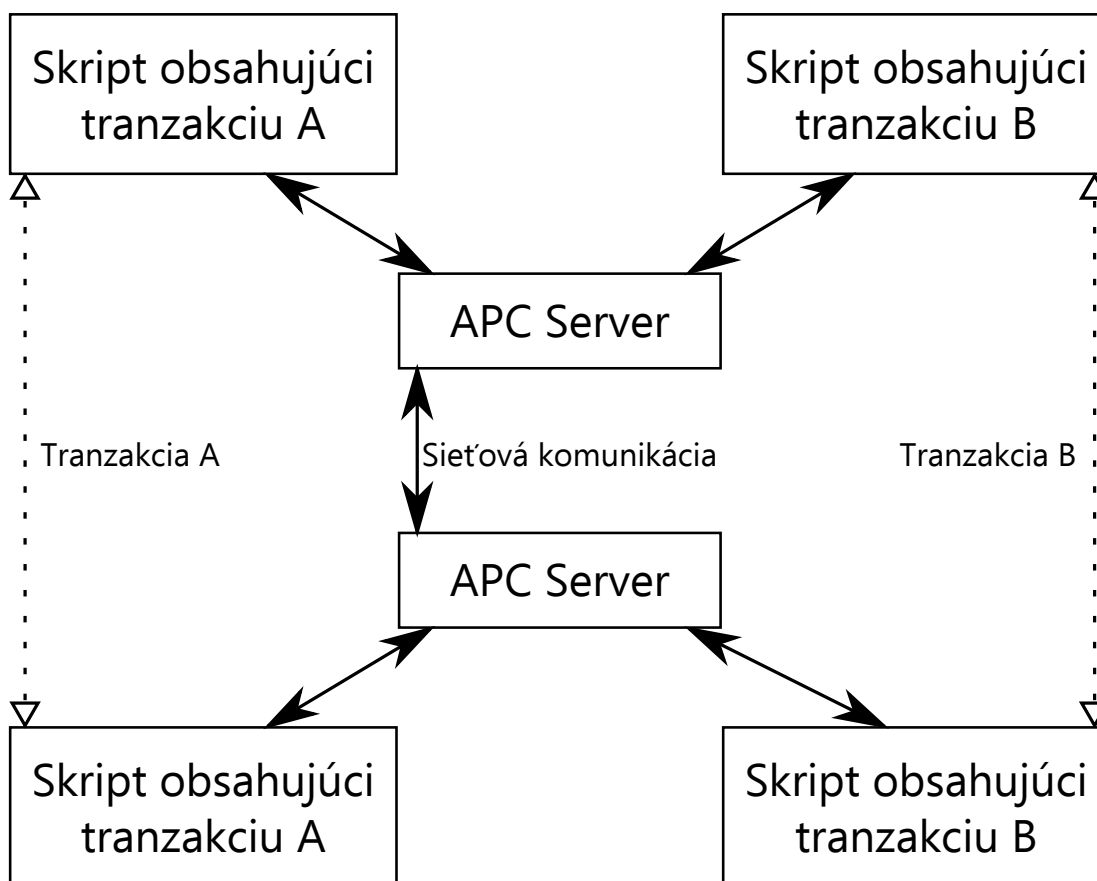 Skript obsahujúci
tranzakciu A
Skript obsahujúci
tranzakciu B
APC Server
Tranzakcia A
Sieťová komunikácia
Tranzakcia B
APC Server
Skript obsahujúci
tranzakciu A
Skript obsahujúci
tranzakciu B